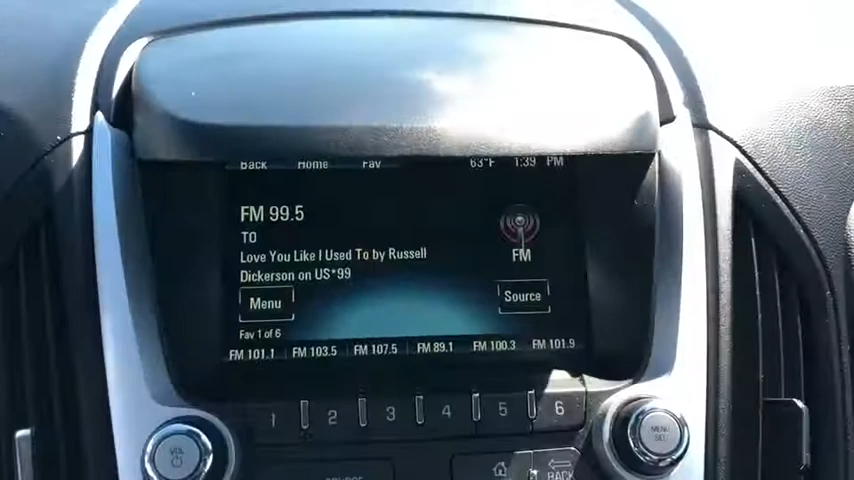 Back Home Fav 63°F 1:39 PM
FM 99.5
TO
Love You Like I Used To by Russell
Dickerson on US*99
FM
Menu
Source
Fav 1 of 6
FM 101.1 FM 103.5 FM 107.5 FM 89.1 FM 100.3 FM 101.9
1 2 3 4 5 6
VOL
MENU
SEL
SOURCE
BACK